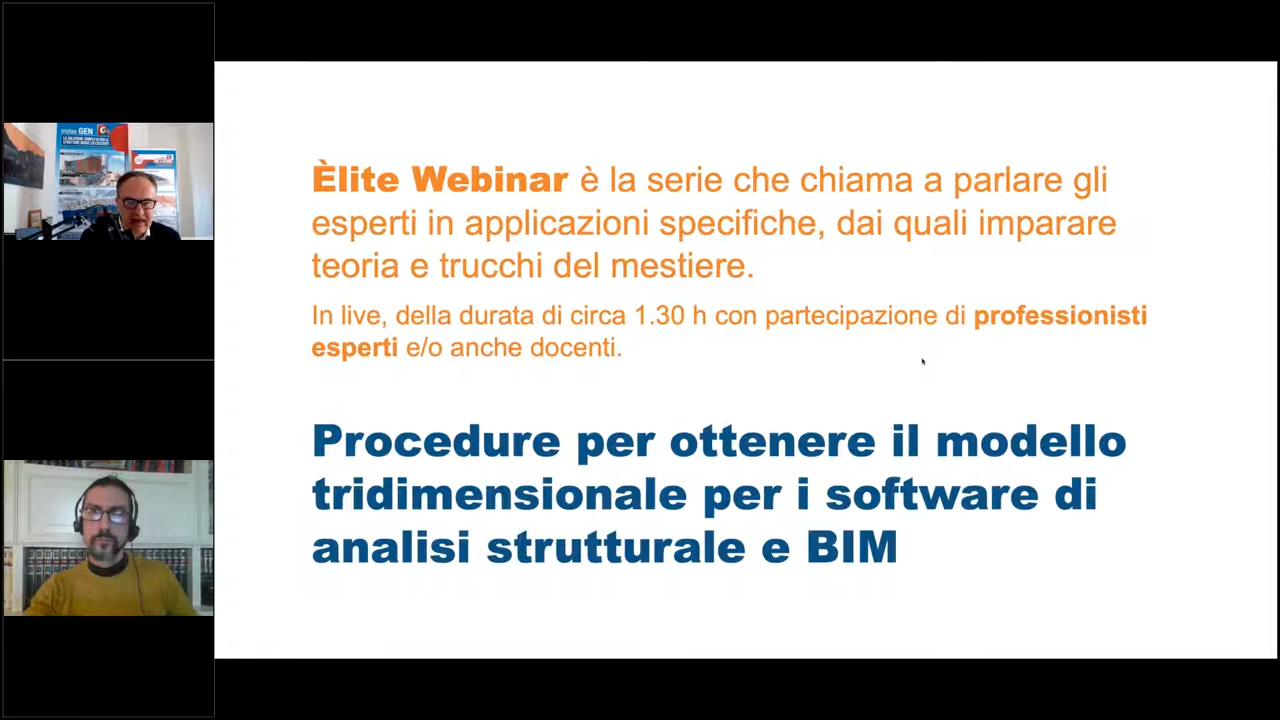 midas GEN
Èlite Webinar è la serie che chiama a parlare gli
esperti in applicazioni specifiche, dai quali imparare
teoria e trucchi del mestiere.
In live, della durata di circa 1.30 h con partecipazione di professionisti
esperti e/o anche docenti.
Procedure per ottenere il modello
tridimensionale per i software di
analisi strutturale e BIM